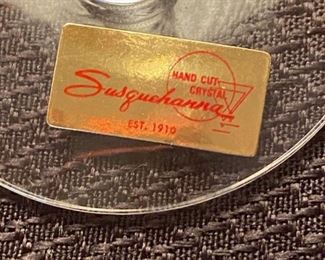 HAND CUT
CRYSTAL
Susquehanna
EST. 1910